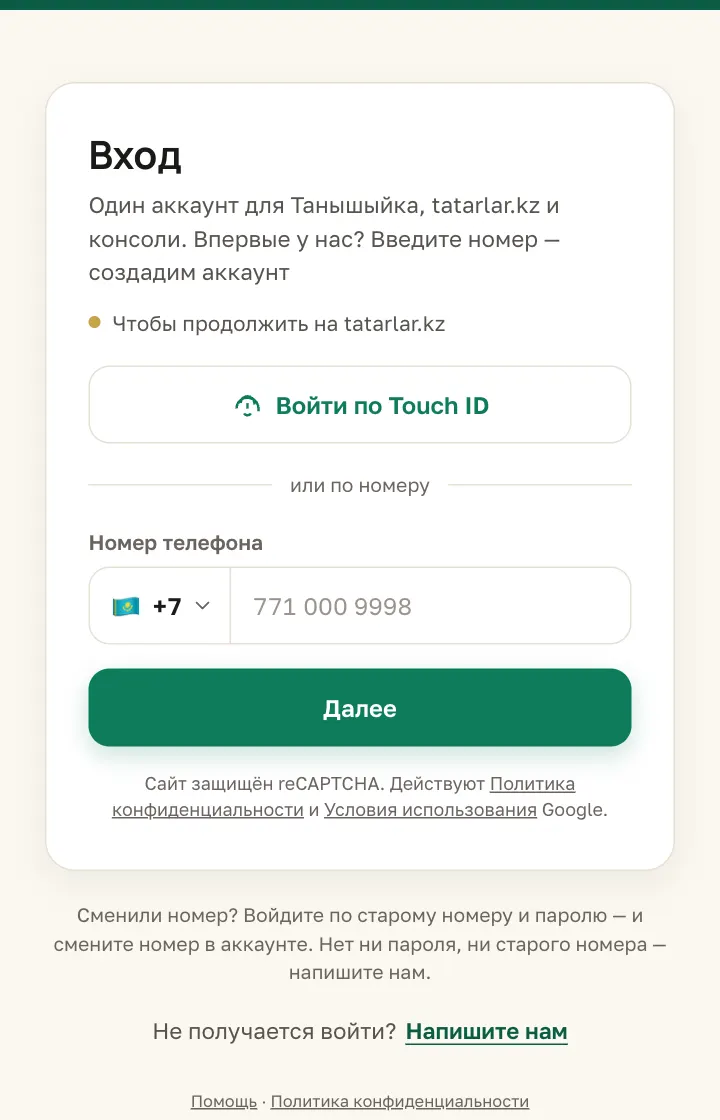 Вход
Один аккаунт для Танышыйка, tatarlar.kz и
консоли. Впервые у нас? Введите номер —
создадим аккаунт
Чтобы продолжить на tatarlar.kz
Войти по Touch ID
или по номеру
Номер телефона
+7 771 000 9998
Далее
Сайт защищён reCAPTCHA. Действуют Политика
конфиденциальности и Условия использования Google.
Сменили номер? Войдите по старому номеру и паролю — и
смените номер в аккаунте. Нет ни пароля, ни старого номера —
напишите нам.
Не получается войти? Напишите нам
Помощь · Политика конфиденциальности